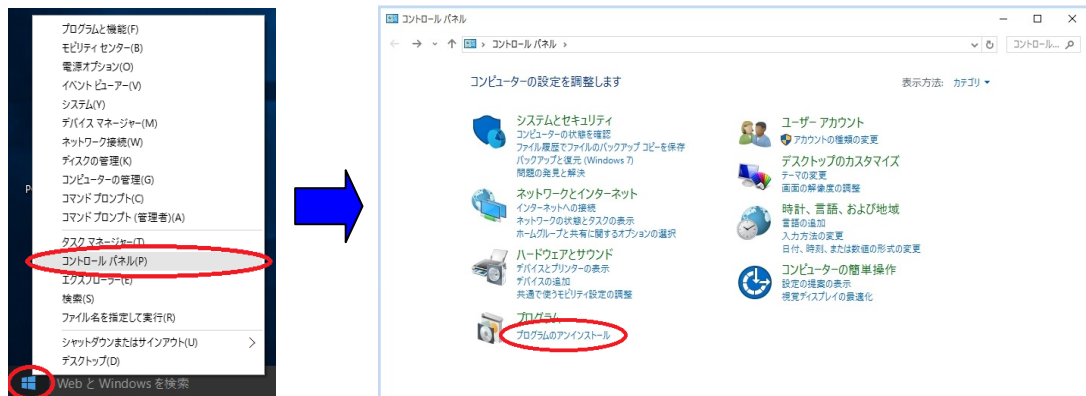 プログラムと機能(F)
モビリティ センター(B)
電源オプション(O)
イベント ビューアー(V)
システム(Y)
デバイス マネージャー(M)
ネットワーク接続(W)
ディスクの管理(K)
コンピューターの管理(G)
コマンド プロンプト(C)
コマンド プロンプト (管理者)(A)
タスク マネージャー(T)
コントロール パネル(P)
エクスプローラー(E)
検索(S)
ファイル名を指定して実行(R)
シャットダウンまたはサインアウト(U)
デスクトップ(D)
Web と Windows を検索
コントロール パネル
コントロール パネル
コントロール...
コンピューターの設定を調整します
表示方法: カテゴリ
システムとセキュリティ
コンピューターの状態を確認
ファイル履歴でファイルのバックアップ コピーを保存
バックアップと復元 (Windows 7)
問題の発見と解決
ネットワークとインターネット
インターネットへの接続
ネットワークの状態とタスクの表示
ホームグループと共有に関するオプションの選択
ハードウェアとサウンド
デバイスとプリンターの表示
デバイスの追加
共通で使うモビリティ設定の調整
プログラム
プログラムのアンインストール
ユーザー アカウント
アカウントの種類の変更
デスクトップのカスタマイズ
テーマの変更
画面の解像度の調整
時計、言語、および地域
言語の追加
入力方法の変更
日付、時刻、または数値の形式の変更
コンピューターの簡単操作
設定の提案の表示
視覚ディスプレイの最適化